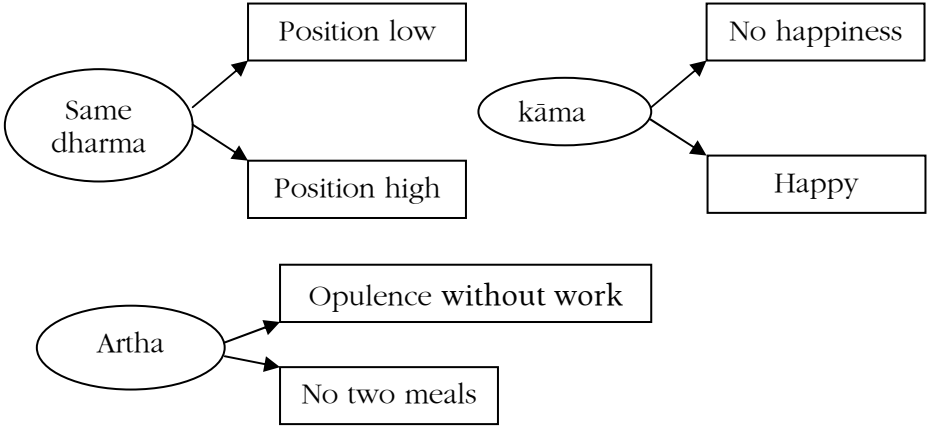 Position low
Same
dharma
Position high
No happiness
kāma
Happy
Opulence without work
Artha
No two meals